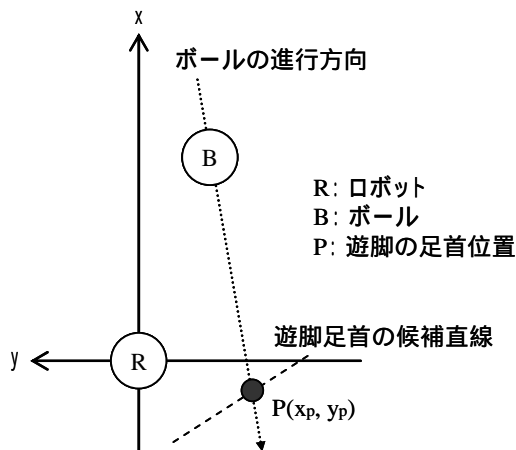 x
ボールの進行方向
B
R: ロボット
B: ボール
P: 遊脚の足首位置
遊脚足首の候補直線
y
R
P(xp, yp)